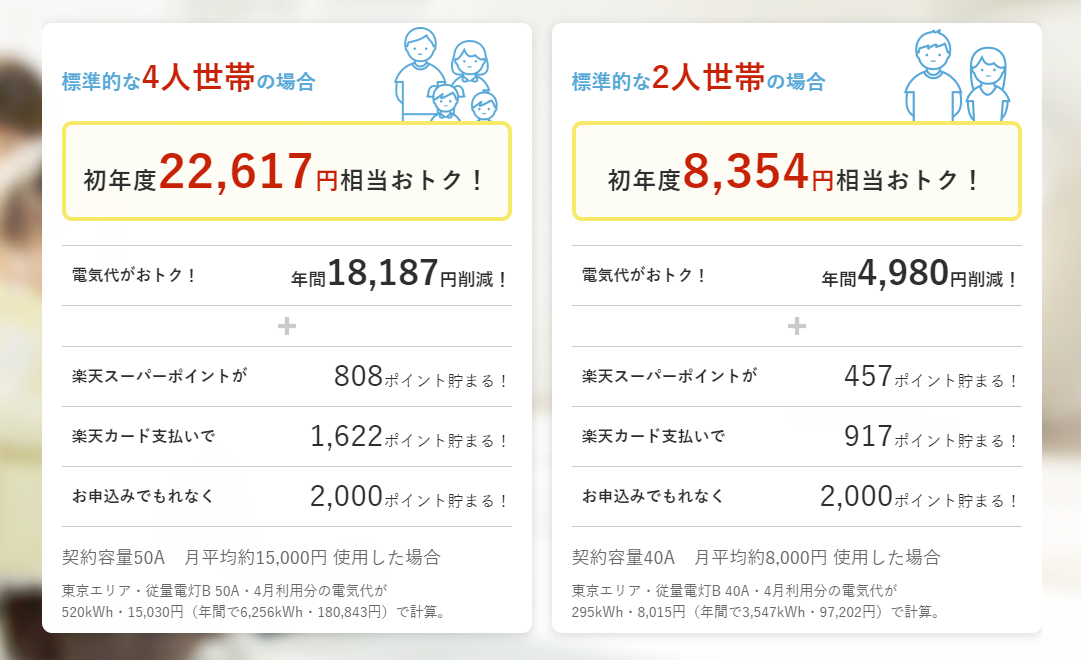 標準的な4人世帯の場合
初年度22,617円相当おトク！
電気代がおトク！ 年間18,187円削減！
+
楽天スーパーポイントが 808ポイント貯まる！
楽天カード支払いで 1,622ポイント貯まる！
お申込みでもれなく 2,000ポイント貯まる！
契約容量50A　月平均約15,000円 使用した場合
東京エリア・従量電灯B 50A・4月利用分の電気代が
520kWh・15,030円（年間で6,256kWh・180,843円）で計算。
標準的な2人世帯の場合
初年度8,354円相当おトク！
電気代がおトク！ 年間4,980円削減！
+
楽天スーパーポイントが 457ポイント貯まる！
楽天カード支払いで 917ポイント貯まる！
お申込みでもれなく 2,000ポイント貯まる！
契約容量40A　月平均約8,000円 使用した場合
東京エリア・従量電灯B 40A・4月利用分の電気代が
295kWh・8,015円（年間で3,547kWh・97,202円）で計算。